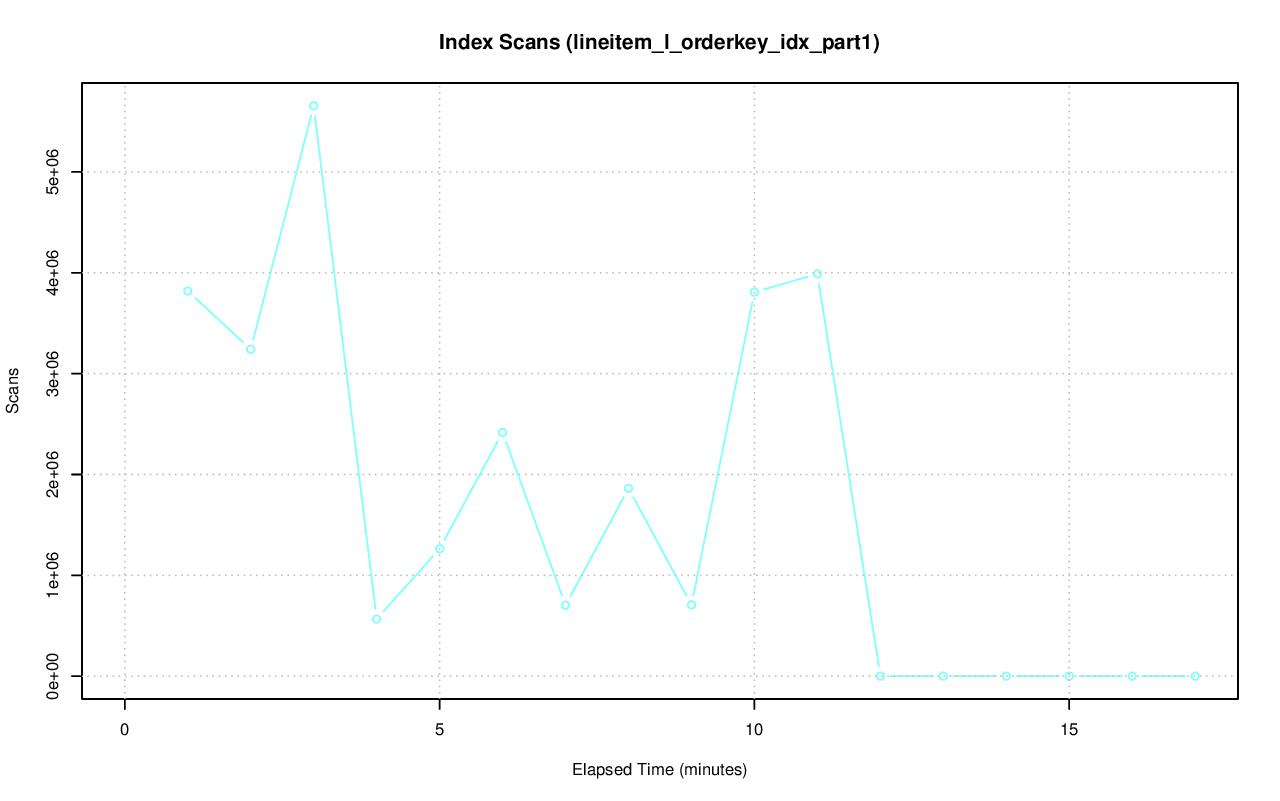 Index Scans (lineitem_l_orderkey_idx_part1)
Scans
5e+06
4e+06
3e+06
2e+06
1e+06
0e+00
0 5 10 15
Elapsed Time (minutes)